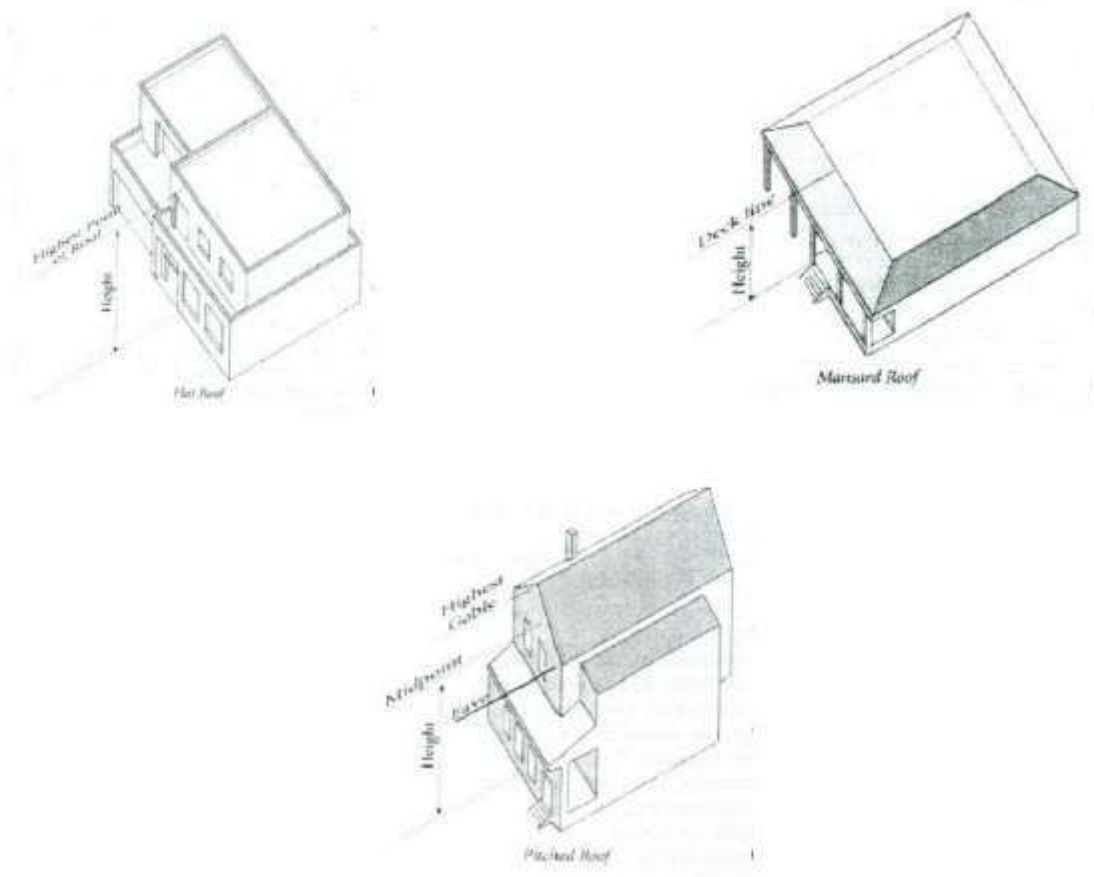 Highest Point
of Roof
Height
Flat Roof
Deck line
Height
Mansard Roof
Highest
Gable
Midpoint
Eave
Height
Pitched Roof